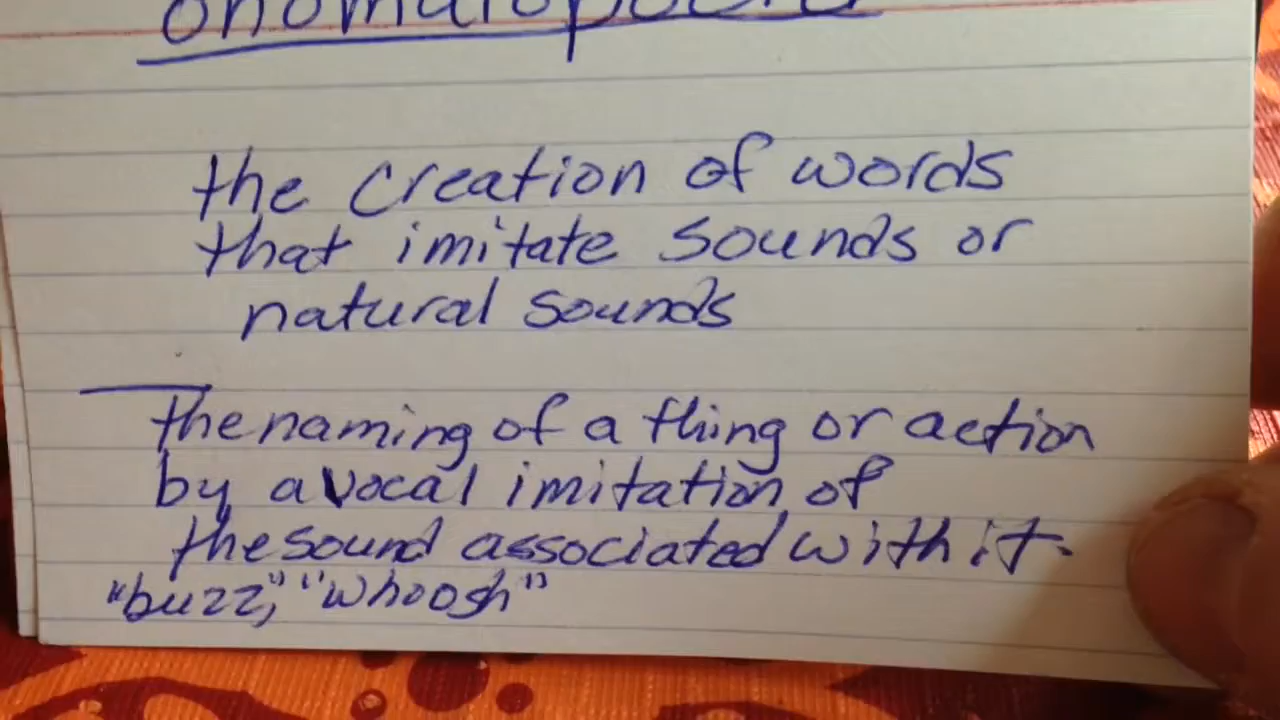 onomatopoeia
the creation of words
that imitate sounds or
natural sounds
the naming of a thing or action
by a vocal imitation of
the sound associated with it.
"buzz," "whoosh"